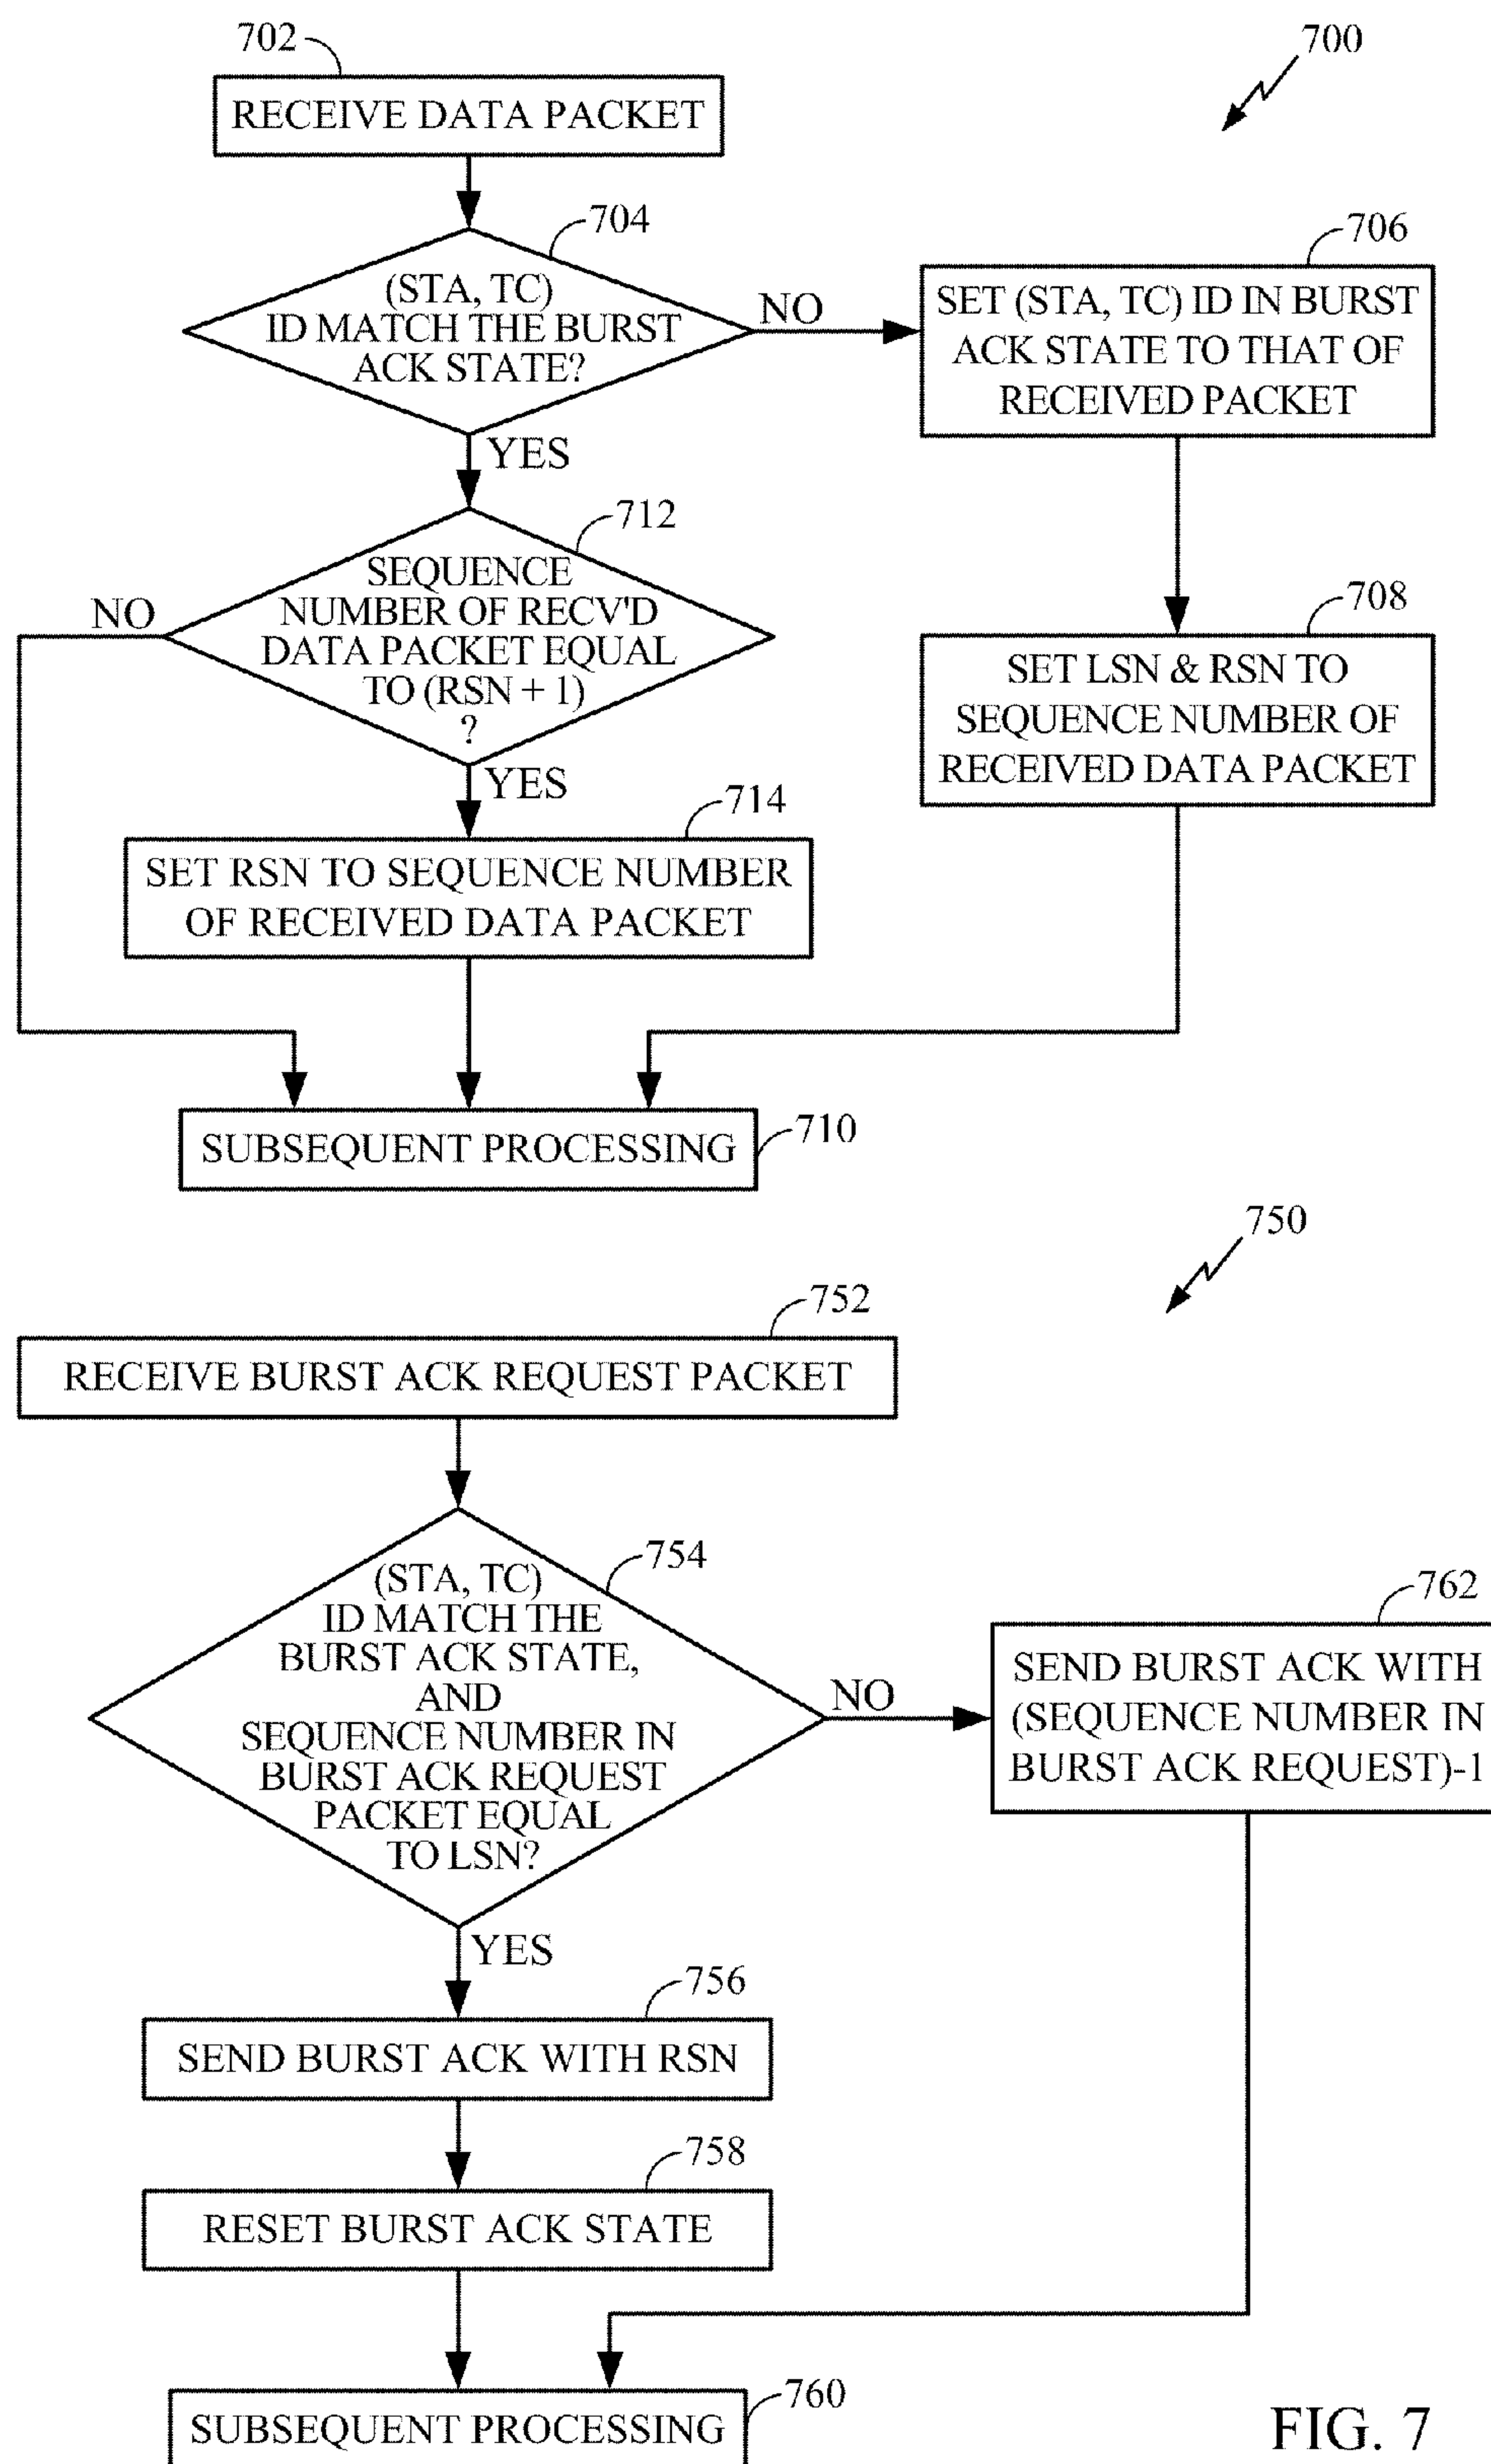 702
700
RECEIVE DATA PACKET
704
(STA, TC)
ID MATCH THE BURST
ACK STATE?
NO
706
SET (STA, TC) ID IN BURST
ACK STATE TO THAT OF
RECEIVED PACKET
YES
712
SEQUENCE
NUMBER OF RECV'D
DATA PACKET EQUAL
TO (RSN + 1)
?
NO
708
SET LSN & RSN TO
SEQUENCE NUMBER OF
RECEIVED DATA PACKET
YES
714
SET RSN TO SEQUENCE NUMBER
OF RECEIVED DATA PACKET
SUBSEQUENT PROCESSING
710
750
752
RECEIVE BURST ACK REQUEST PACKET
754
(STA, TC)
ID MATCH THE
BURST ACK STATE,
AND
SEQUENCE NUMBER IN
BURST ACK REQUEST
PACKET EQUAL
TO LSN?
NO
762
SEND BURST ACK WITH
(SEQUENCE NUMBER IN
BURST ACK REQUEST)-1
YES
756
SEND BURST ACK WITH RSN
758
RESET BURST ACK STATE
760
SUBSEQUENT PROCESSING
FIG. 7